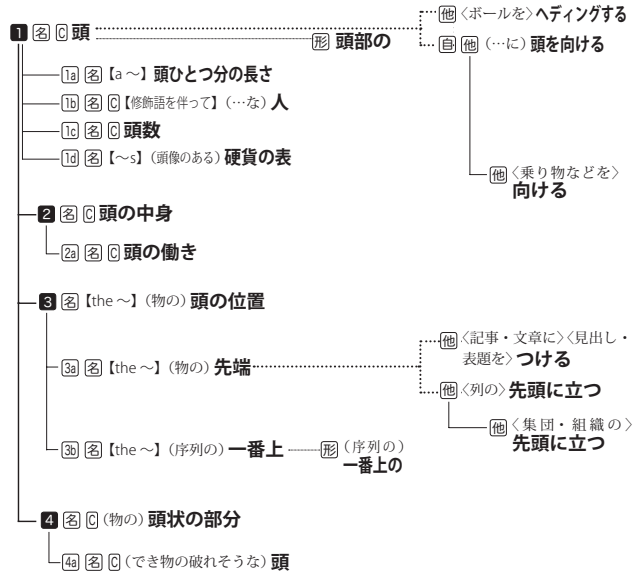 他〈ボールを〉ヘディングする
1 名 C 頭
形 頭部の
自 他 (…に) 頭を向ける
1a 名【a ~】頭ひとつ分の長さ
1b 名 C【修飾語を伴って】(…な) 人
1c 名 C 頭数
1d 名【~s】(頭像のある) 硬貨の表
他〈乗り物などを〉
向ける
2 名 C 頭の中身
2a 名 C 頭の働き
3 名【the ~】(物の) 頭の位置
3a 名【the ~】(物の) 先端
他〈記事・文章に〉〈見出し・
表題を〉つける
他〈列の〉先頭に立つ
他〈集団・組織の〉
先頭に立つ
3b 名【the ~】(序列の) 一番上
形 (序列の)
一番上の
4 名 C (物の) 頭状の部分
4a 名 C (でき物の破れそうな) 頭